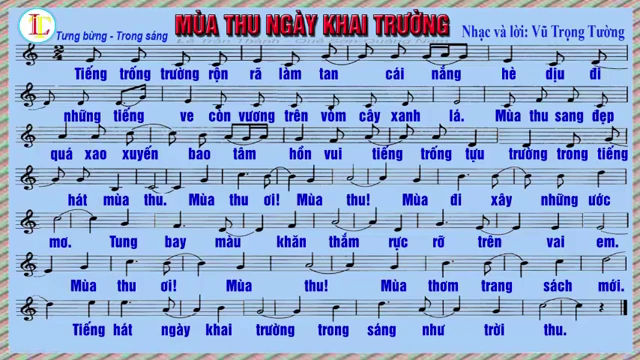 MÙA THU NGÀY KHAI TRƯỜNG
Tưng bừng - Trong sáng
Nhạc và lời: Vũ Trọng Tường
Tiếng trống trường rộn rã làm tan cái nắng hè dịu đi
những tiếng ve còn vương trên vòm cây xanh lá. Mùa thu sang đẹp
quá xao xuyến bao tâm hồn vui tiếng trống tựu trường trong tiếng
hát mùa thu. Mùa thu ơi! Mùa thu! Mùa đi xây những ước
mơ. Tung bay màu khăn thắm rực rỡ trên vai em.
Mùa thu ơi! Mùa thu! Mùa thơm trang sách mới.
Tiếng hát ngày khai trường trong sáng như trời thu.